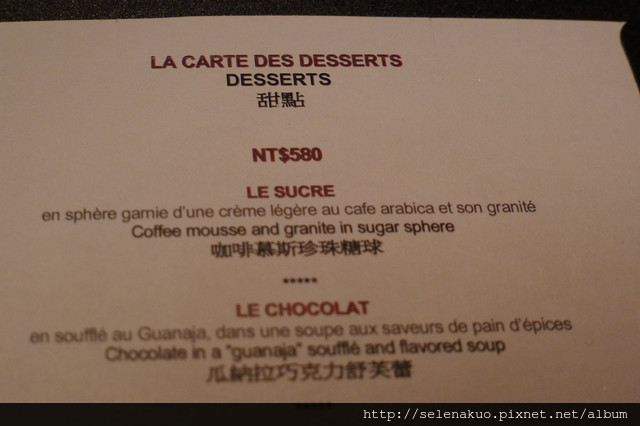 LA CARTE DES DESSERTS
DESSERTS
甜點
NT$580
LE SUCRE
en sphère garnie d'une crème légère au cafe arabica et son granité
Coffee mousse and granite in sugar sphere
咖啡慕斯珍珠糖球
*****
LE CHOCOLAT
en soufflé au Guanaja, dans une soupe aux saveurs de pain d'épices
Chocolate in a "guanaja" soufflé and flavored soup
瓜納拉巧克力舒芙蕾
*****
http://selenakuo.pixnet.net/album